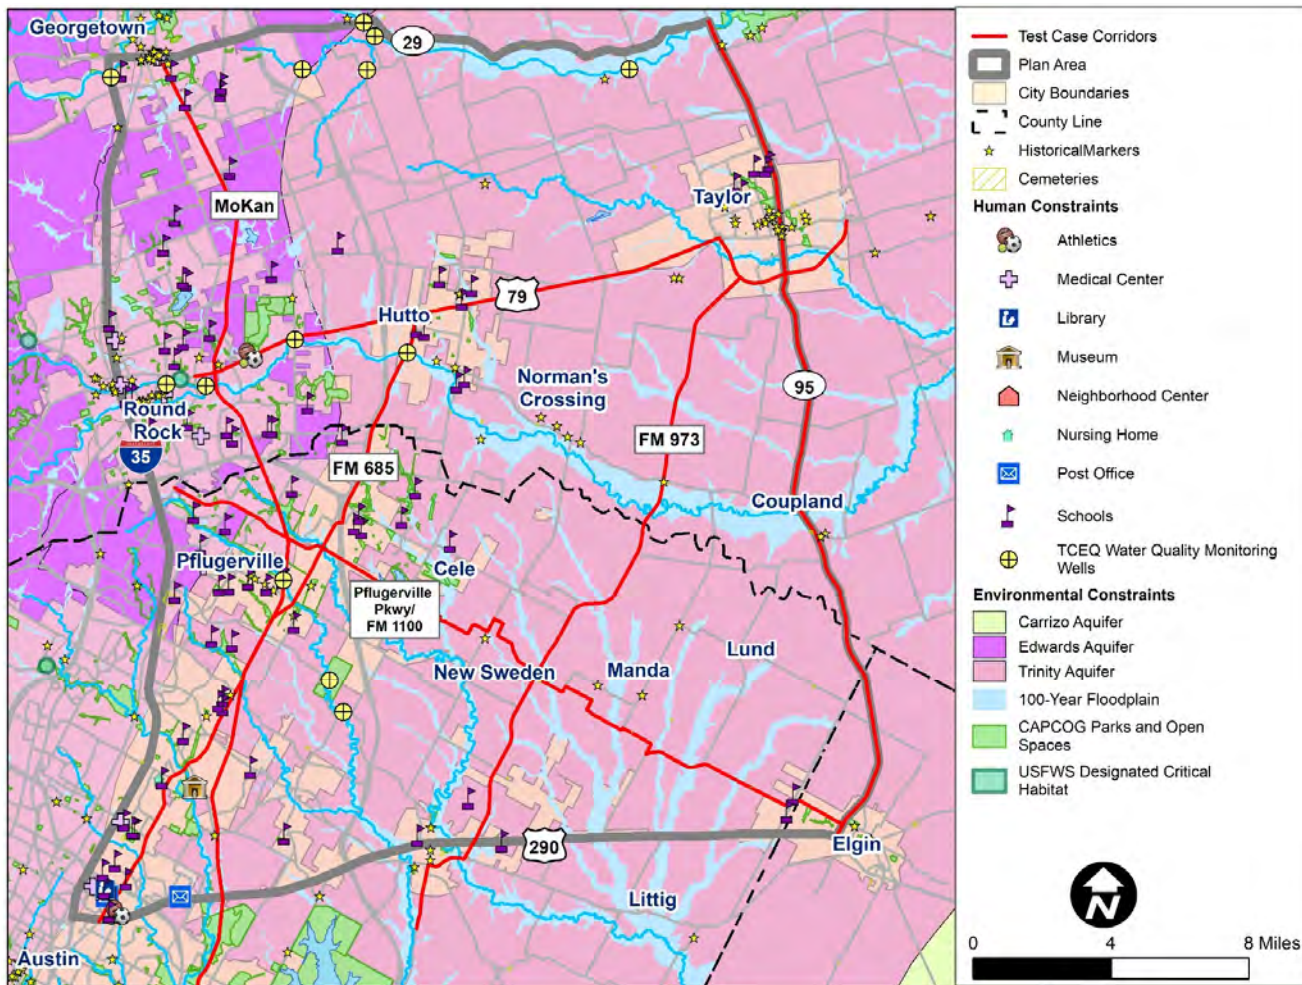 Georgetown
29
MoKan
Taylor
79
Hutto
Norman's
Crossing
95
Round
Rock
35
FM 685
FM 973
Coupland
Pflugerville
Cele
Pflugerville
Pkwy/
FM 1100
New Sweden
Manda
Lund
290
Elgin
Littig
Austin
Test Case Corridors
Plan Area
City Boundaries
County Line
HistoricalMarkers
Cemeteries
Human Constraints
Athletics
Medical Center
Library
Museum
Neighborhood Center
Nursing Home
Post Office
Schools
TCEQ Water Quality Monitoring
Wells
Environmental Constraints
Carrizo Aquifer
Edwards Aquifer
Trinity Aquifer
100-Year Floodplain
CAPCOG Parks and Open
Spaces
USFWS Designated Critical
Habitat
N
0 4 8 Miles